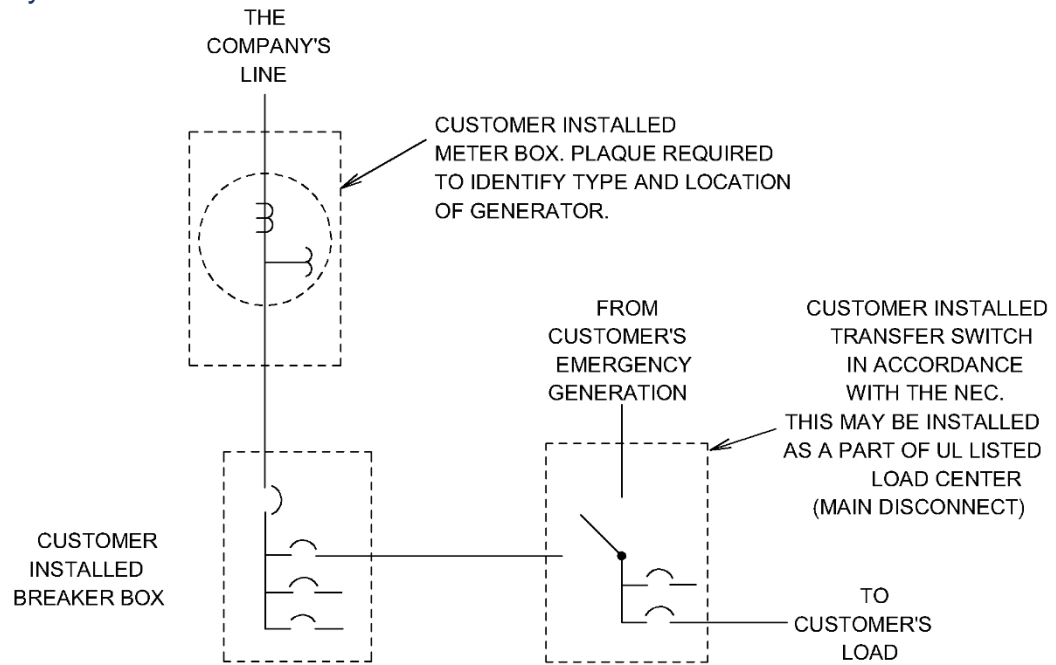 THE
COMPANY'S
LINE
CUSTOMER INSTALLED
METER BOX. PLAQUE REQUIRED
TO IDENTIFY TYPE AND LOCATION
OF GENERATOR.
FROM
CUSTOMER'S
EMERGENCY
GENERATION
CUSTOMER INSTALLED
TRANSFER SWITCH
IN ACCORDANCE
WITH THE NEC.
THIS MAY BE INSTALLED
AS A PART OF UL LISTED
LOAD CENTER
(MAIN DISCONNECT)
CUSTOMER
INSTALLED
BREAKER BOX
TO
CUSTOMER'S
LOAD